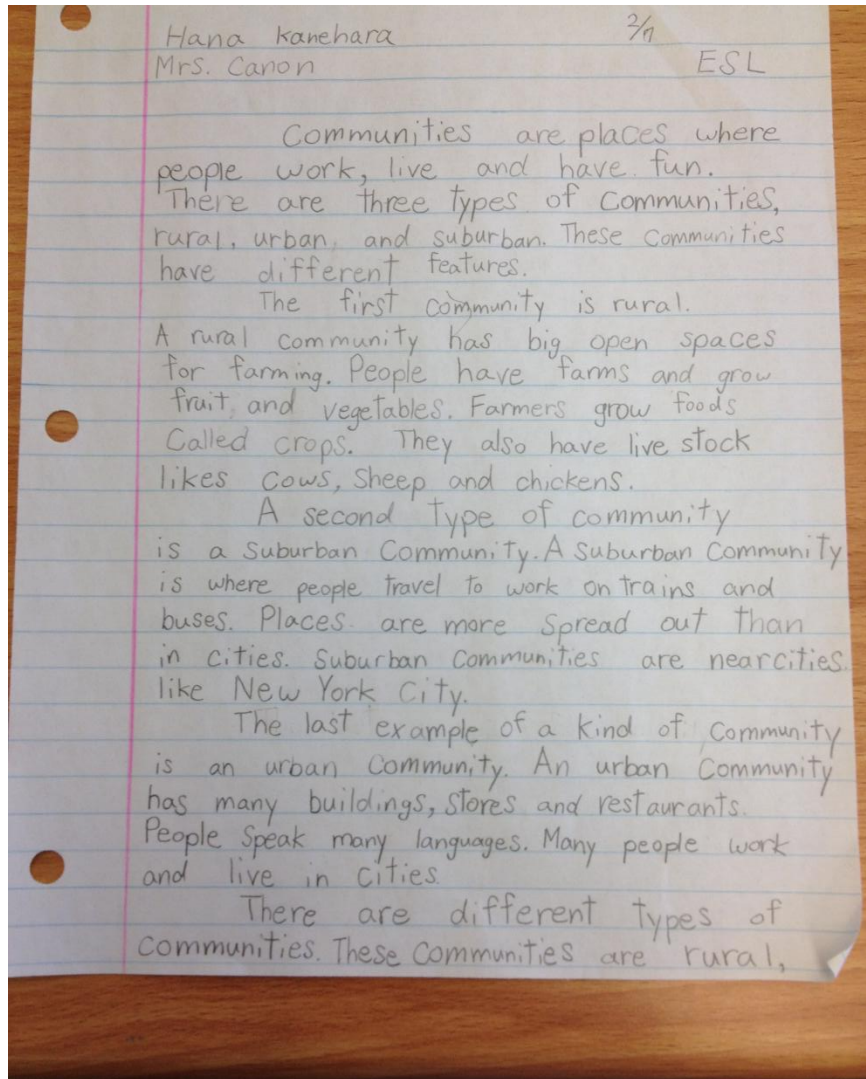 Hana Kanehara
Mrs. Canon ESL
Communities are places where
people work, live and have fun.
There are three types of Communities,
rural, urban, and suburban. These Communities
have different features.
The first community is rural.
A rural community has big open spaces
for farming. People have farms and grow
fruit, and vegetables. Farmers grow foods
Called crops. They also have live stock
likes Cows, Sheep and chickens.
A second type of community
is a Suburban Community. A Suburban Community
is where people travel to work on trains and
buses. Places are more Spread out than
in cities. Suburban Communities are near cities.
like New York City.
The last example of a kind of Community
is an urban Community. An urban Community
has many buildings, Stores and restaurants.
People Speak many languages. Many people work
and live in Cities.
There are different types of
Communities. These Communities are rural,